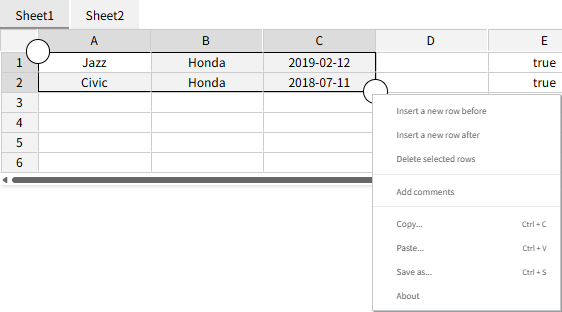 Sheet1 Sheet2
A B C D E
1 Jazz Honda 2019-02-12 true
2 Civic Honda 2018-07-11 true
3
4
5
6
Insert a new row before
Insert a new row after
Delete selected rows
Add comments
Copy... Ctrl + C
Paste... Ctrl + V
Save as... Ctrl + S
About